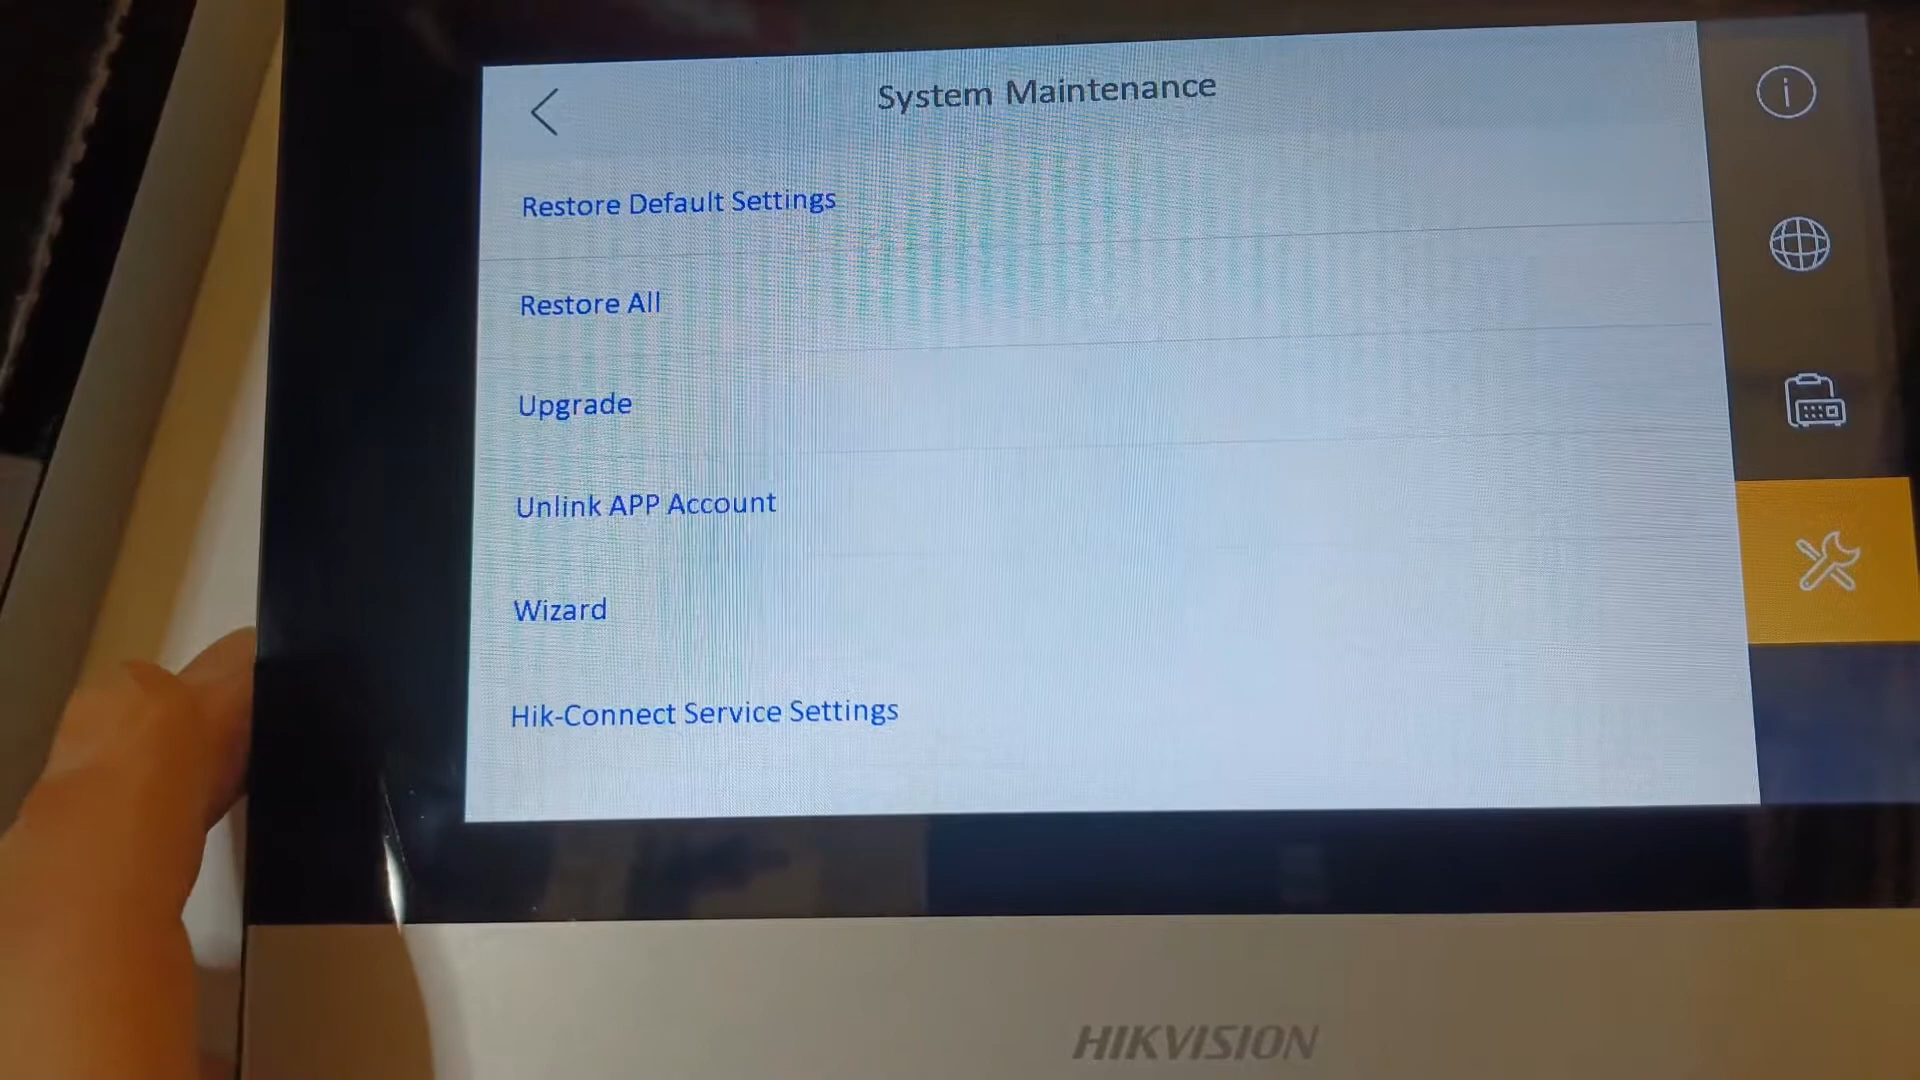 System Maintenance
Restore Default Settings
Restore All
Upgrade
Unlink APP Account
Wizard
Hik-Connect Service Settings
HIKVISION